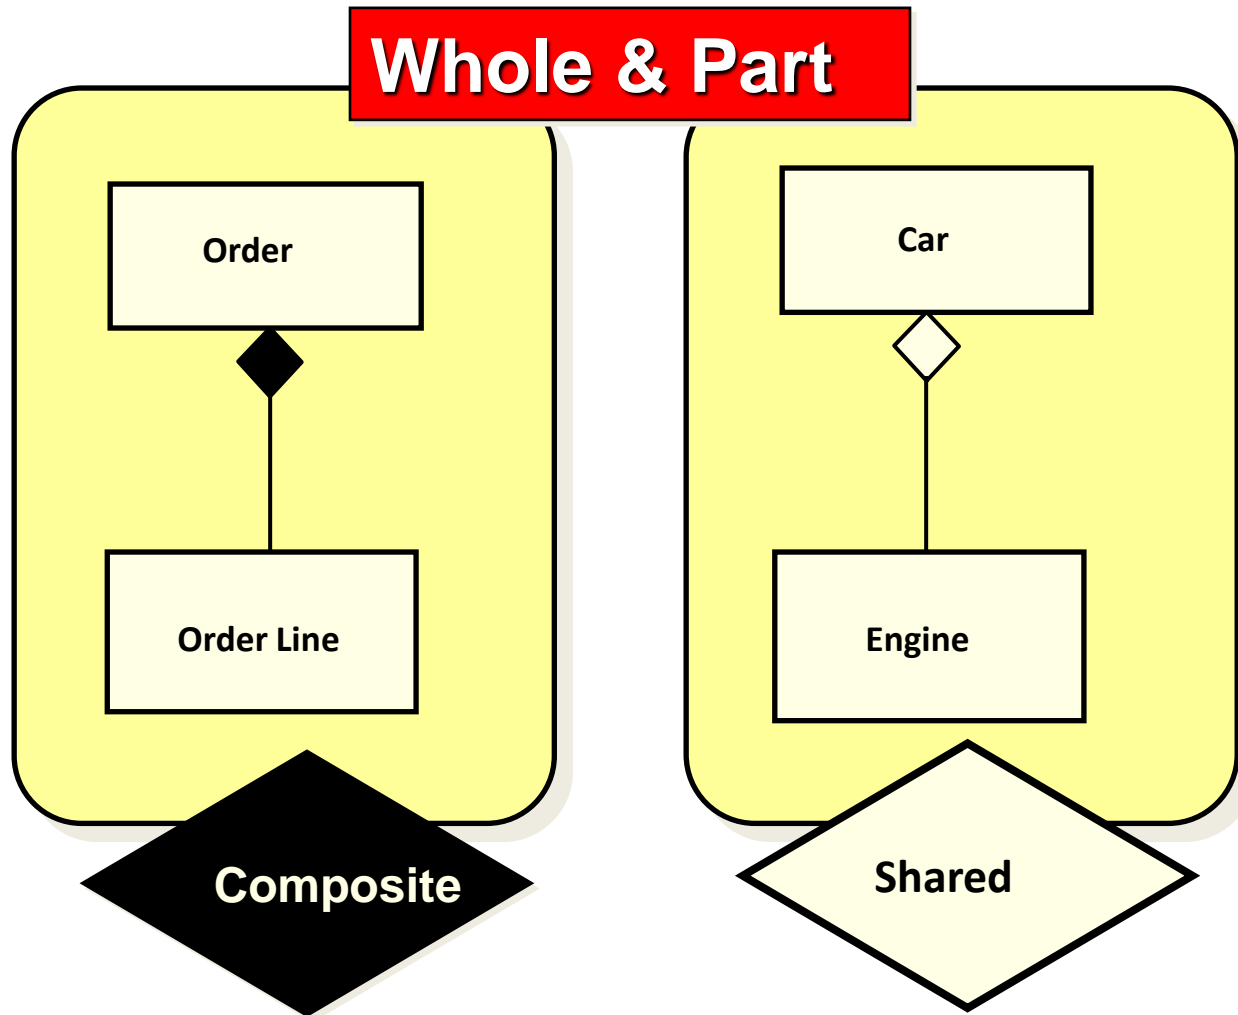 Whole & Part
Order
Order Line
Composite
Car
Engine
Shared